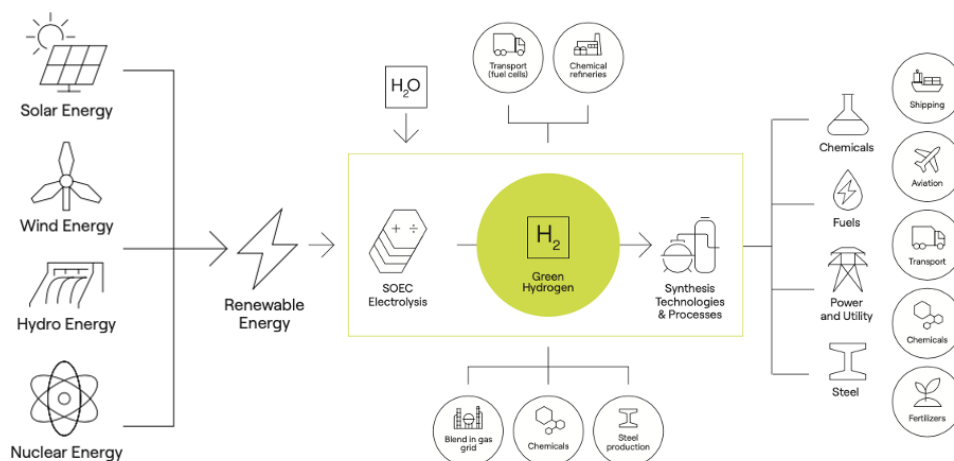 Solar Energy
Wind Energy
Hydro Energy
Nuclear Energy
Renewable
Energy
H2O
SOEC
Electrolysis
+ ÷
Transport
(fuel cells)
Chemical
refineries
H2
Green
Hydrogen
Synthesis
Technologies
& Processes
Blend in gas
grid
Chemicals
Steel
production
Chemicals
Fuels
Power
and Utility
Steel
Shipping
Aviation
Transport
Chemicals
Fertilizers